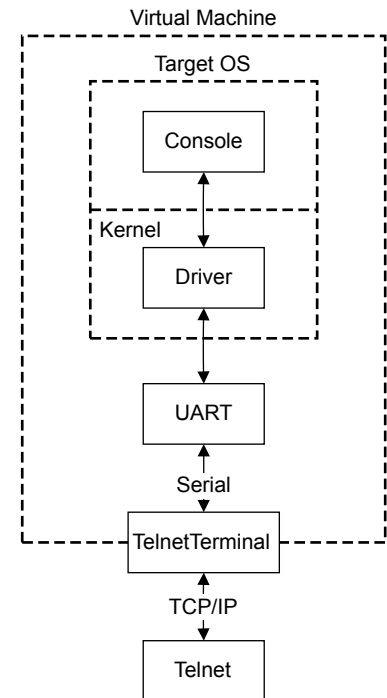 Virtual Machine
Target OS
Console
Kernel
Driver
UART
Serial
TelnetTerminal
TCP/IP
Telnet